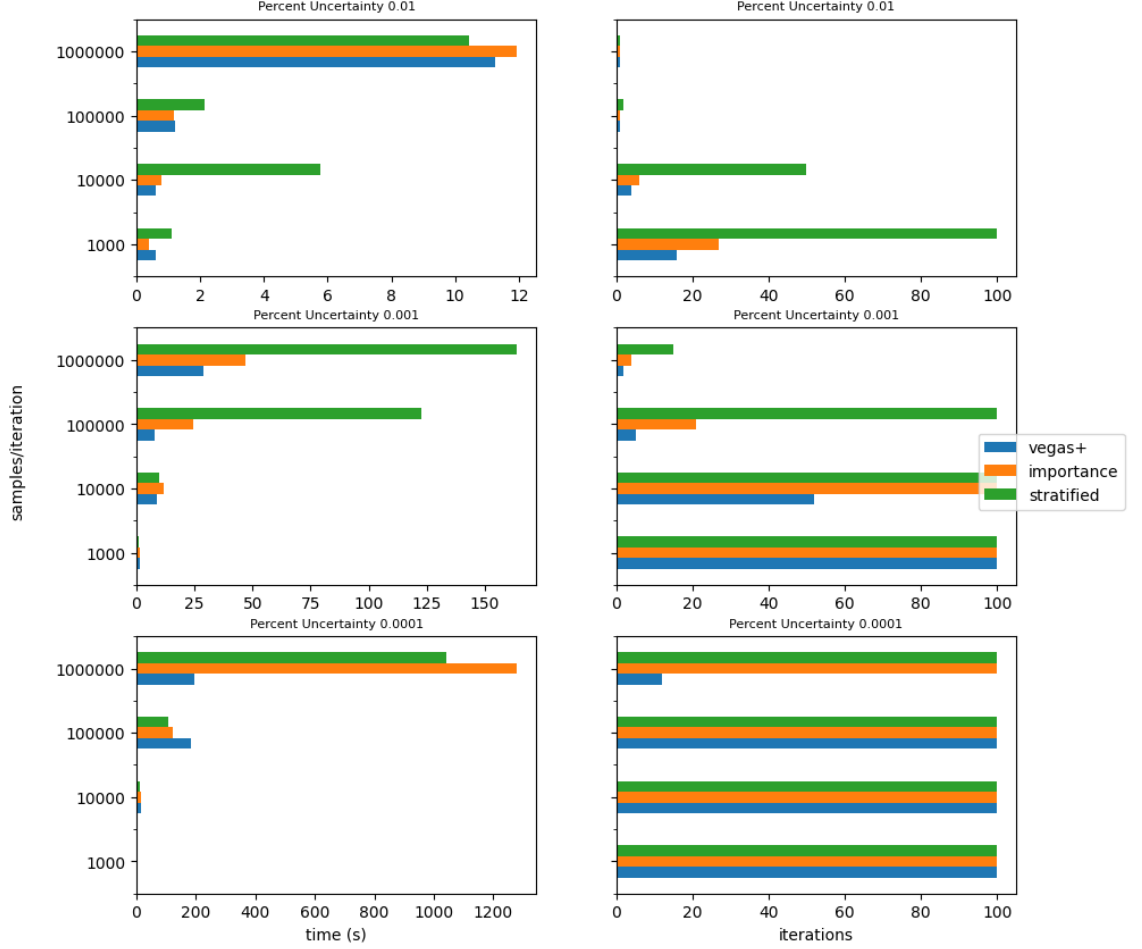 Percent Uncertainty 0.01
Percent Uncertainty 0.01
1000000
100000
10000
1000
0 2 4 6 8 10 12
0 20 40 60 80 100
Percent Uncertainty 0.001
Percent Uncertainty 0.001
samples/iteration
1000000
100000
10000
1000
vegas+
importance
stratified
0 25 50 75 100 125 150
0 20 40 60 80 100
Percent Uncertainty 0.0001
Percent Uncertainty 0.0001
1000000
100000
10000
1000
0 200 400 600 800 1000 1200
0 20 40 60 80 100
time (s)
iterations